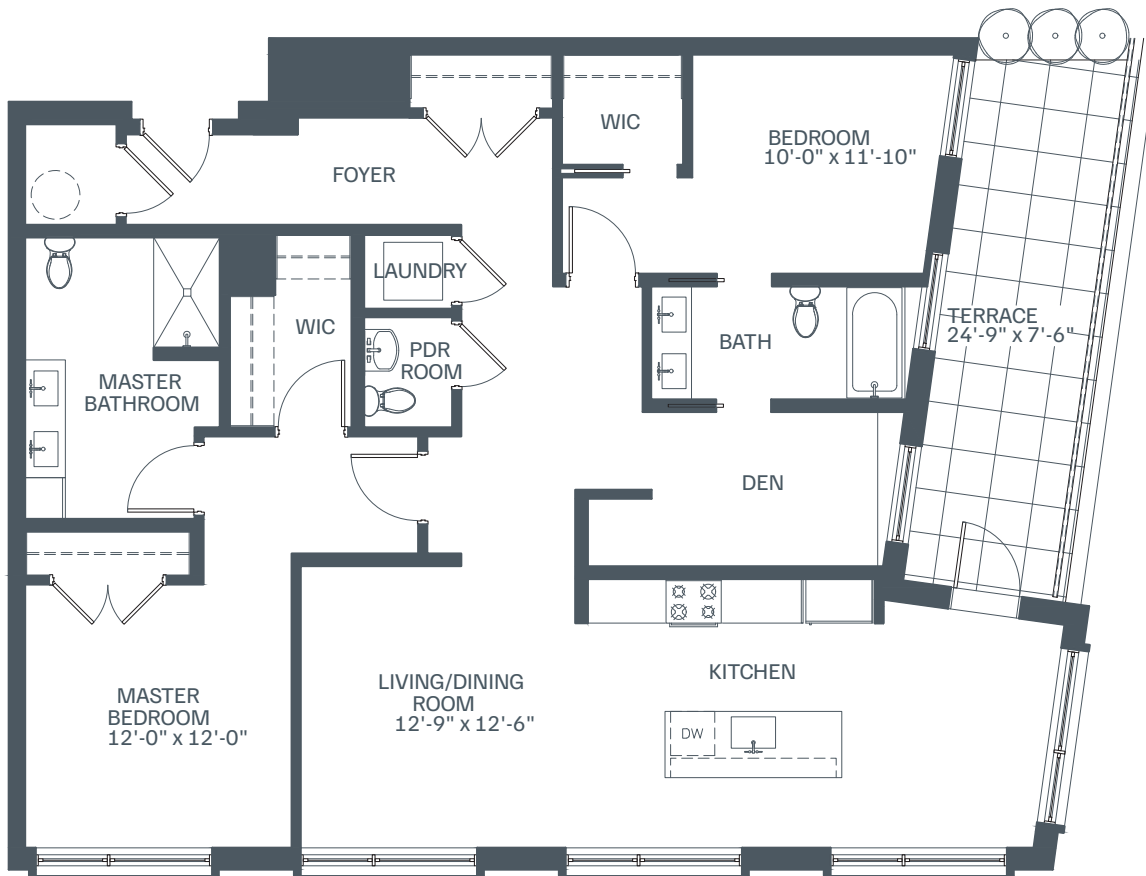 WIC
BEDROOM
10'-0" x 11'-10"
FOYER
LAUNDRY
WIC
PDR
ROOM
BATH
TERRACE
24'-9" x 7'-6"
MASTER
BATHROOM
DEN
MASTER
BEDROOM
12'-0" x 12'-0"
LIVING/DINING
ROOM
12'-9" x 12'-6"
KITCHEN
DW